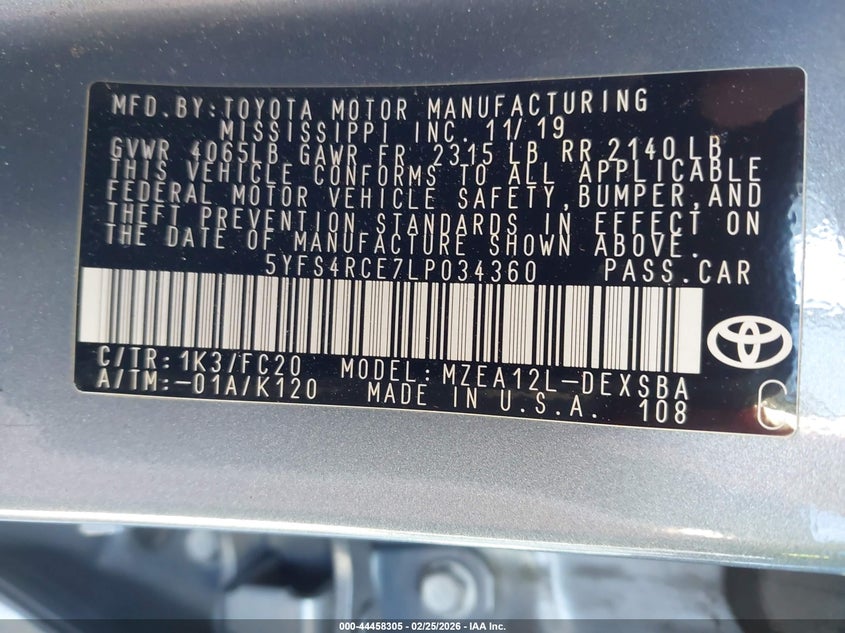 MFD.BY:TOYOTA MOTOR MANUFACTURING
MISSISSIPPI INC. 11/19
GVWR 4065LB GAWR FR 2315 LB RR 2140 LB
THIS VEHICLE CONFORMS TO ALL APPLICABLE
FEDERAL MOTOR VEHICLE SAFETY,BUMPER,AND
THEFT PREVENTION STANDARDS IN EFFECT ON
THE DATE OF MANUFACTURE SHOWN ABOVE.
5YFS4RCE7LP034360 PASS.CAR
C/TR:1K3/FC20 MODEL:MZEA12L-DEXSBA
A/TM:-01A/K120 MADE IN U.S.A. 108
000-44458305 - 02/25/2026 - IAA Inc.